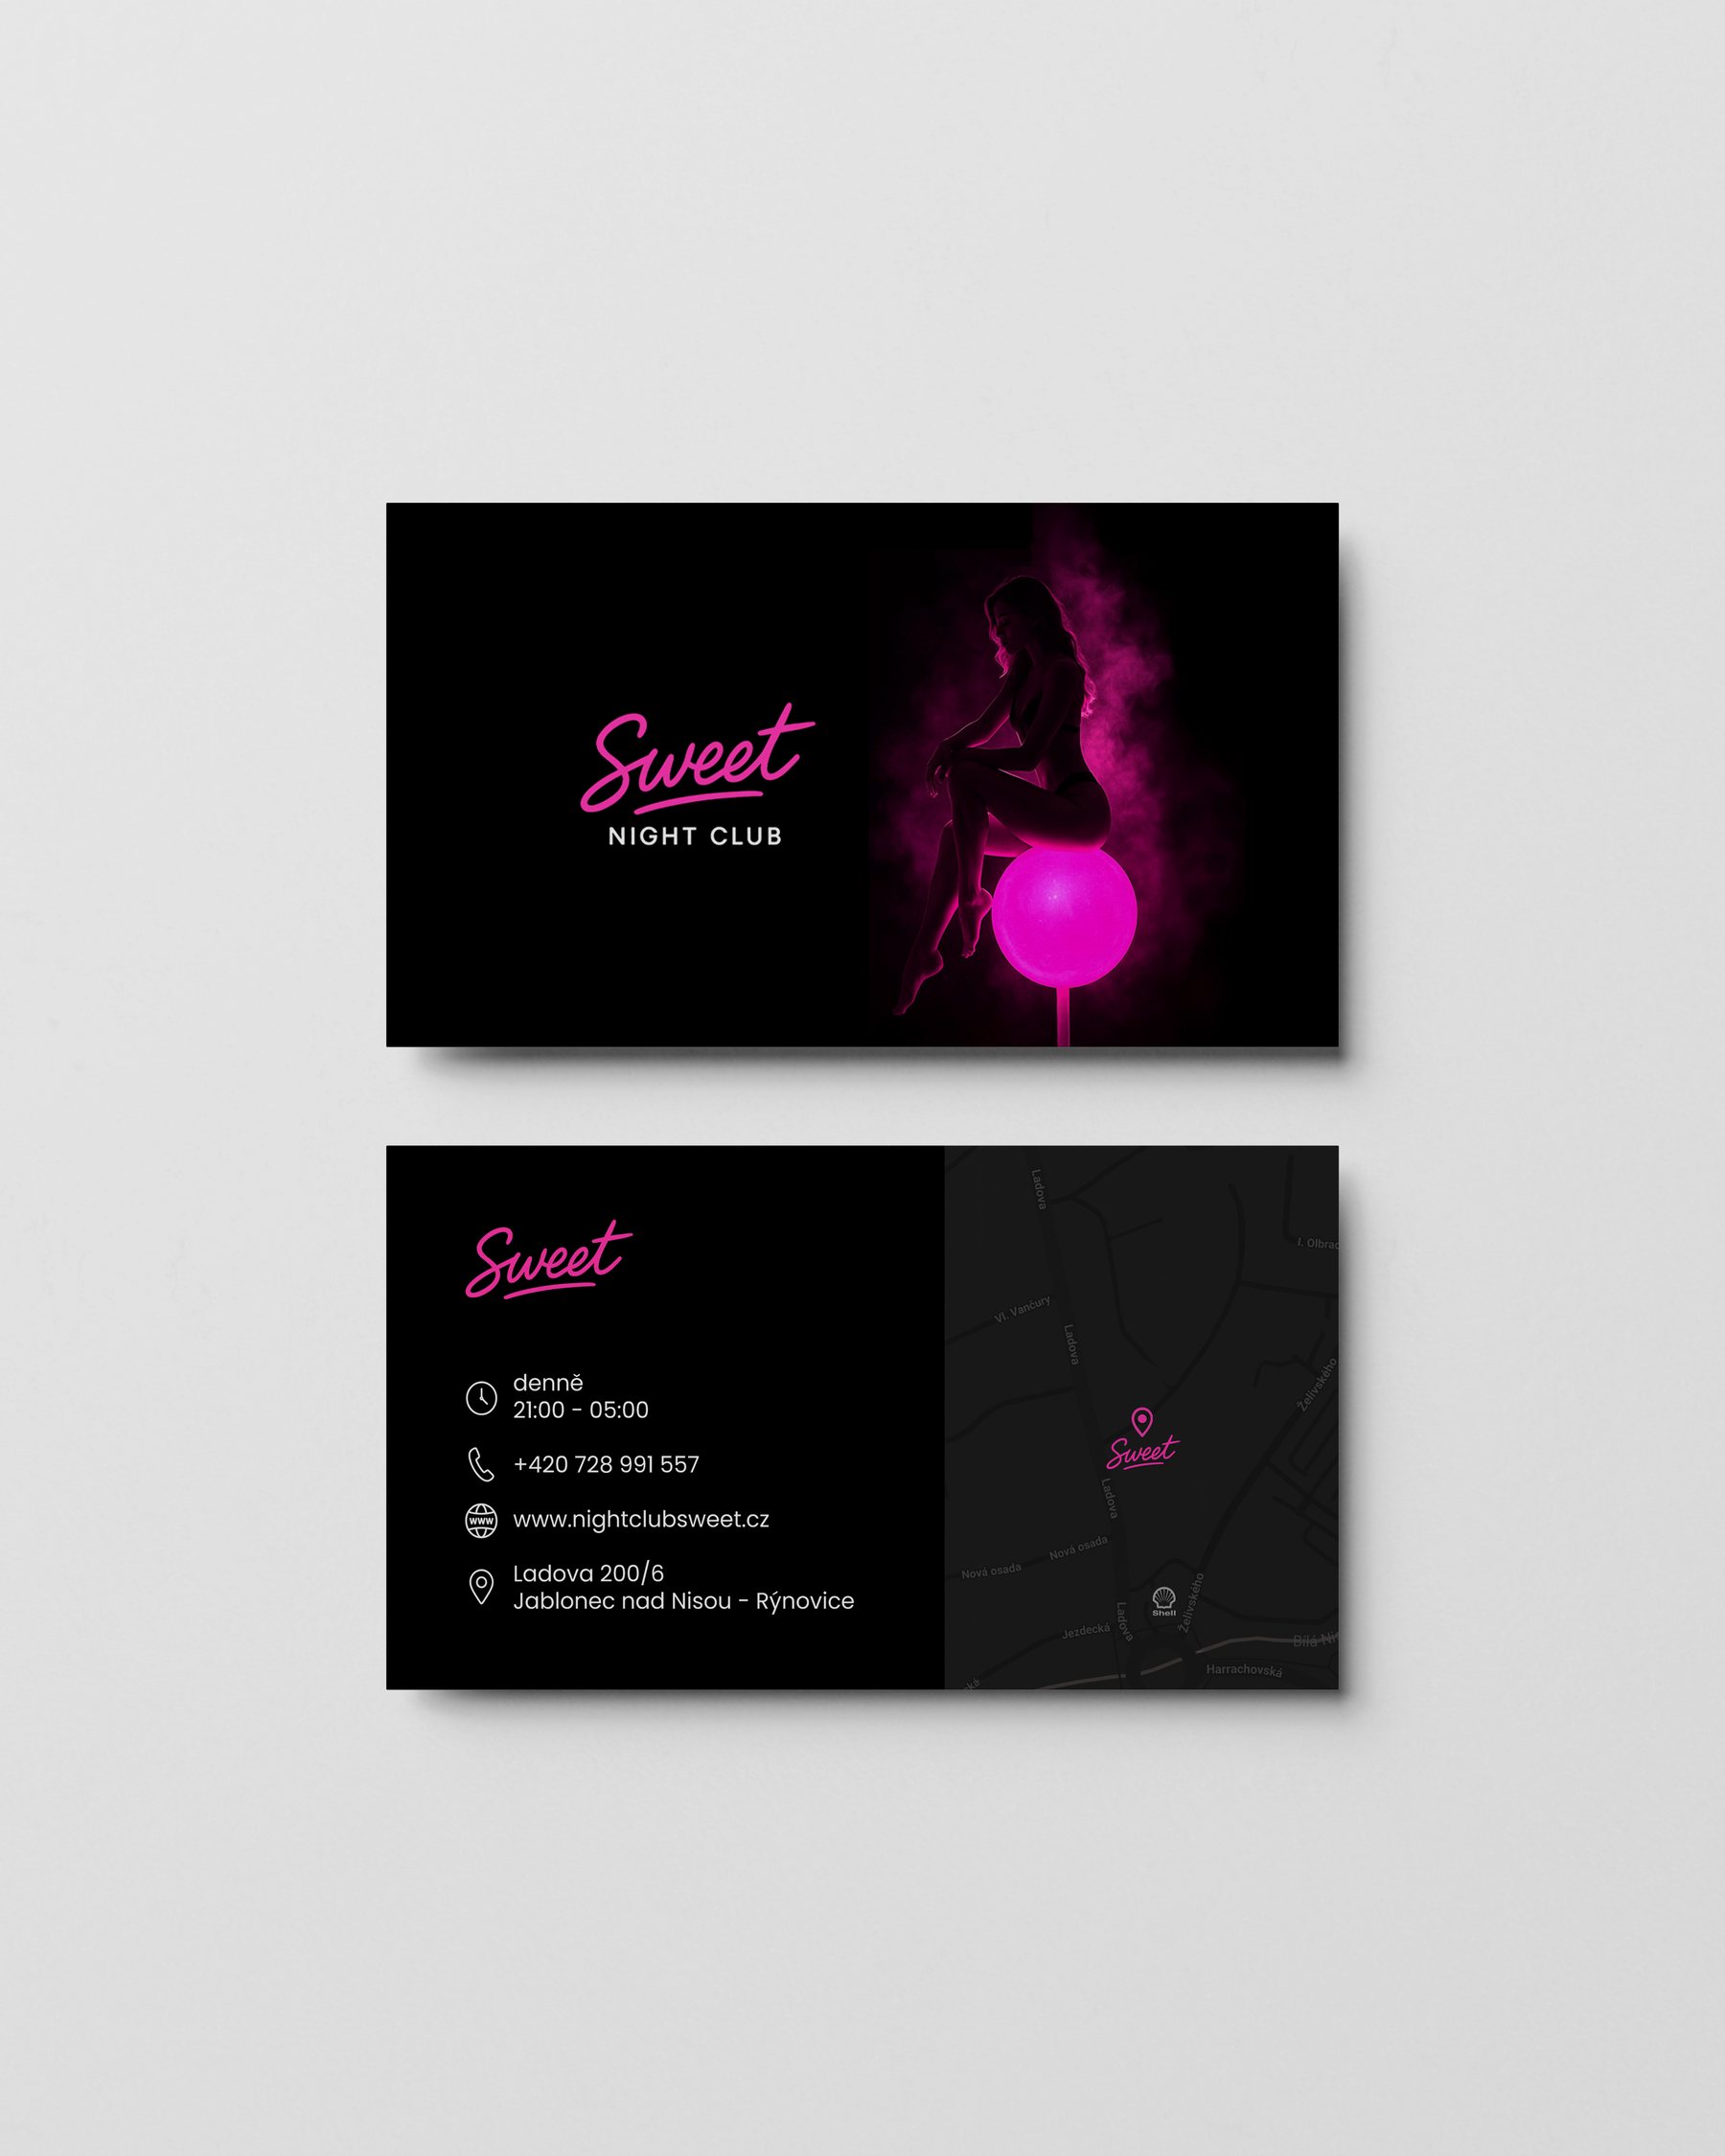 Sweet
NIGHT CLUB
Sweet
denně
21:00 - 05:00
+420 728 991 557
www
www.nightclubsweet.cz
Ladova 200/6
Jablonec nad Nisou - Rýnovice
Ladova
Vl. Vančury
Ladova
Želivského
Sweet
Ladova
Nová osada
Nová osada
Shell
Želivského
Ladova
Jezdecká
Harrachovská